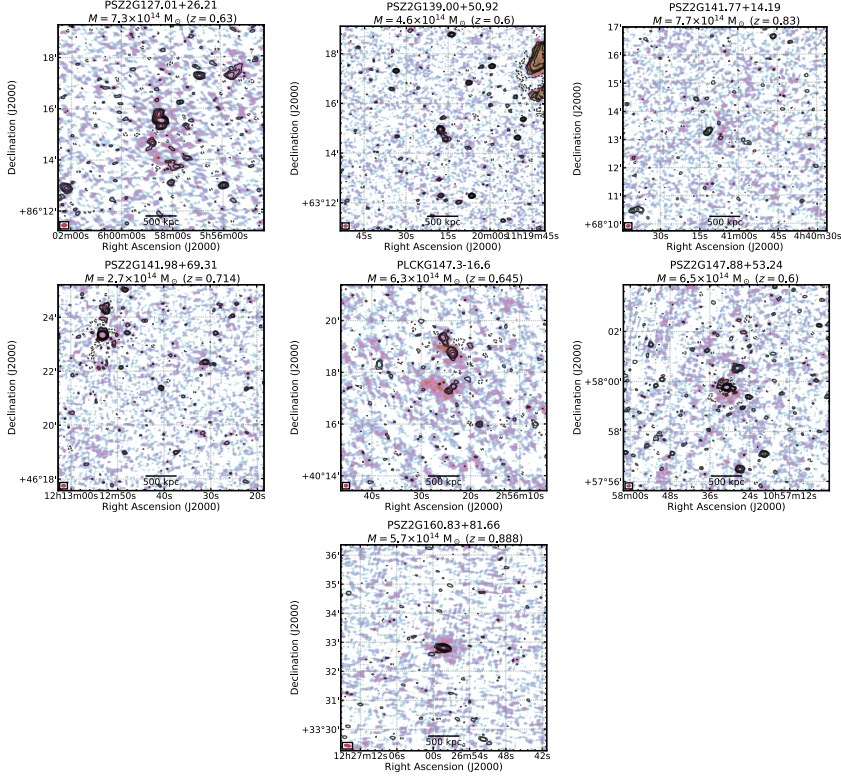 PSZ2G127.01+26.21
M = 7.3×10¹⁴ M⊙ (z = 0.63)
Declination (J2000)
18'
16'
14'
+86°12'
500 kpc
02m00s 6h00m00s 58m00s 5h56m00s
Right Ascension (J2000)
PSZ2G139.00+50.92
M = 4.6×10¹⁴ M⊙ (z = 0.6)
Declination (J2000)
18'
16'
14'
+63°12'
500 kpc
45s 30s 15s 20m00s 11h19m45s
Right Ascension (J2000)
PSZ2G141.77+14.19
M = 7.7×10¹⁴ M⊙ (z = 0.83)
Declination (J2000)
17'
16'
15'
14'
13'
12'
11'
+68°10'
500 kpc
30s 15s 41m00s 45s 4h40m30s
Right Ascension (J2000)
PSZ2G141.98+69.31
M = 2.7×10¹⁴ M⊙ (z = 0.714)
Declination (J2000)
24'
22'
20'
+46°18'
500 kpc
12h13m00s 12m50s 40s 30s 20s
Right Ascension (J2000)
PLCKG147.3-16.6
M = 6.3×10¹⁴ M⊙ (z = 0.645)
Declination (J2000)
20'
18'
16'
+40°14'
500 kpc
40s 30s 20s 2h56m10s
Right Ascension (J2000)
PSZ2G147.88+53.24
M = 6.5×10¹⁴ M⊙ (z = 0.6)
Declination (J2000)
02'
+58°00'
58'
+57°56'
500 kpc
58m00s 48s 36s 24s 10h57m12s
Right Ascension (J2000)
PSZ2G160.83+81.66
M = 5.7×10¹⁴ M⊙ (z = 0.888)
Declination (J2000)
36'
35'
34'
33'
32'
31'
+33°30'
500 kpc
12h27m12s 06s 00s 26m54s 48s 42s
Right Ascension (J2000)